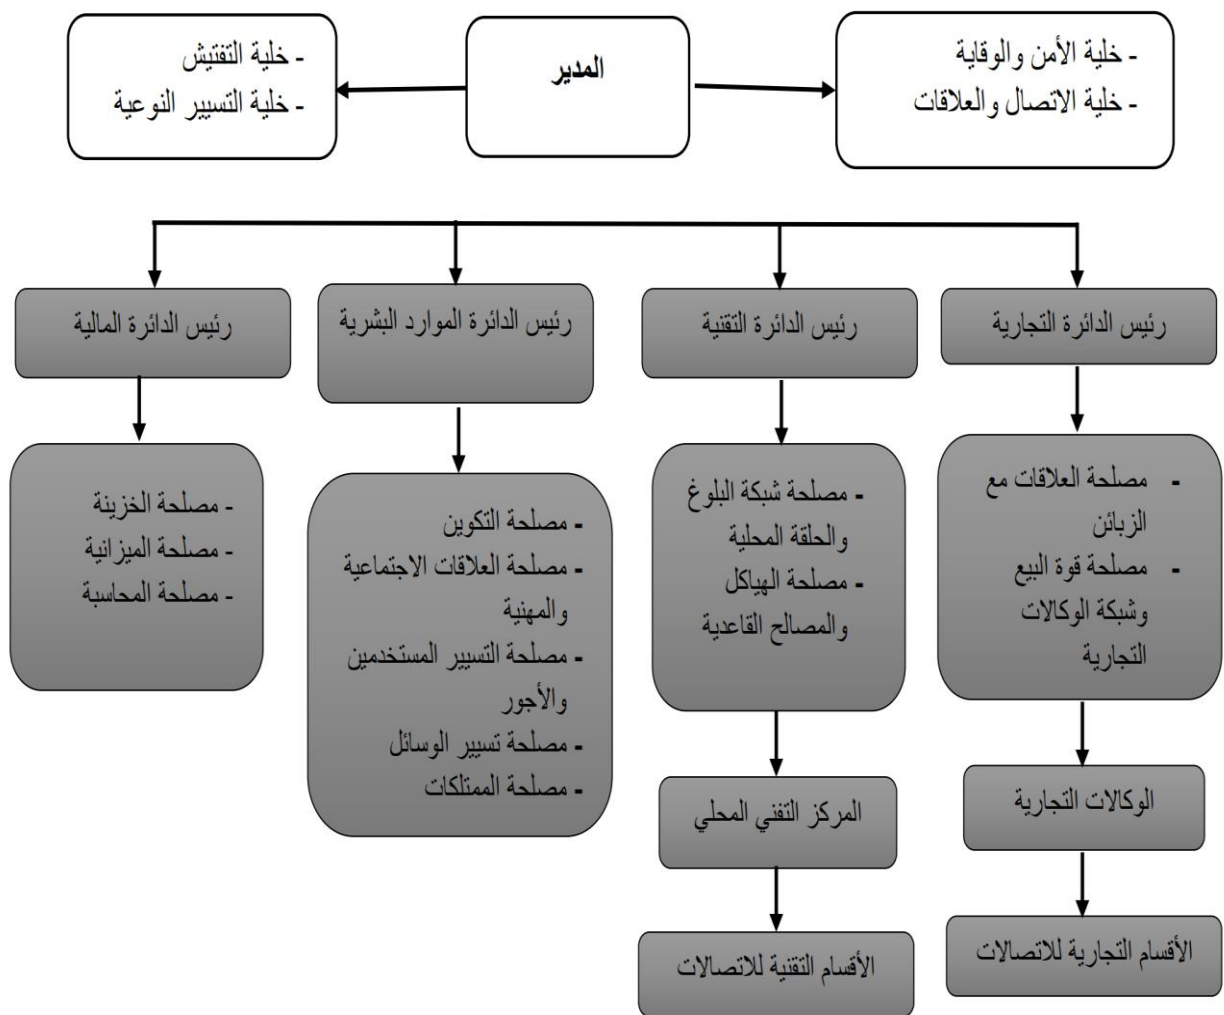 - خلية الأمن والوقاية
- خلية الاتصال والعلاقات
المدير
- خلية التفتيش
- خلية التسيير النوعية
رئيس الدائرة التجارية
رئيس الدائرة التقنية
رئيس الدائرة الموارد البشرية
رئيس الدائرة المالية
- مصلحة العلاقات مع
الزبائن
- مصلحة قوة البيع
وشبكة الوكالات
التجارية
- مصلحة شبكة البلوغ
والحلقة المحلية
- مصلحة الهياكل
والمصالح القاعدية
- مصلحة التكوين
- مصلحة العلاقات الاجتماعية
والمهنية
- مصلحة التسيير المستخدمين
والأجور
- مصلحة تسيير الوسائل
- مصلحة الممتلكات
- مصلحة الخزينة
- مصلحة الميزانية
- مصلحة المحاسبة
الوكالات التجارية
المركز التفني المحلي
الأقسام التجارية للاتصالات
الأقسام التقنية للاتصالات